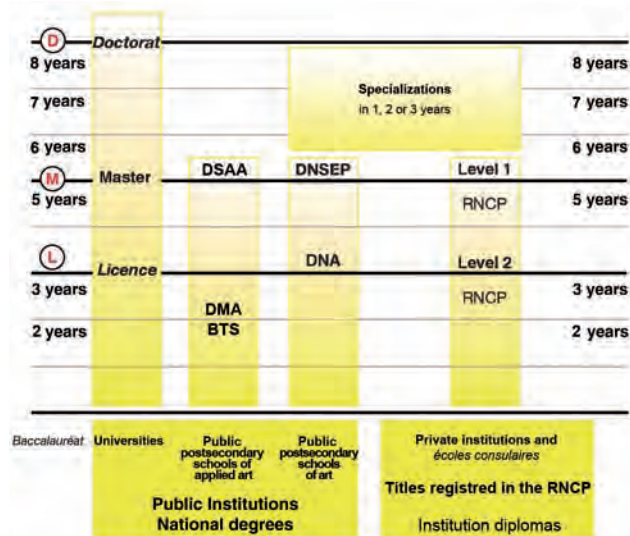 D Doctorat
8 years 8 years
Specializations
in 1, 2 or 3 years
7 years 7 years
6 years 6 years
DSAA DNSEP Level 1
M Master
5 years RNCP 5 years
L DNA Level 2
Licence
3 years RNCP 3 years
DMA
2 years BTS 2 years
Baccalauréat Universities
Public
postsecondary
schools of
applied art
Public
postsecondary
schools
of art
Public Institutions
National degrees
Private institutions and
écoles consulaires
Titles registred in the RNCP
Institution diplomas